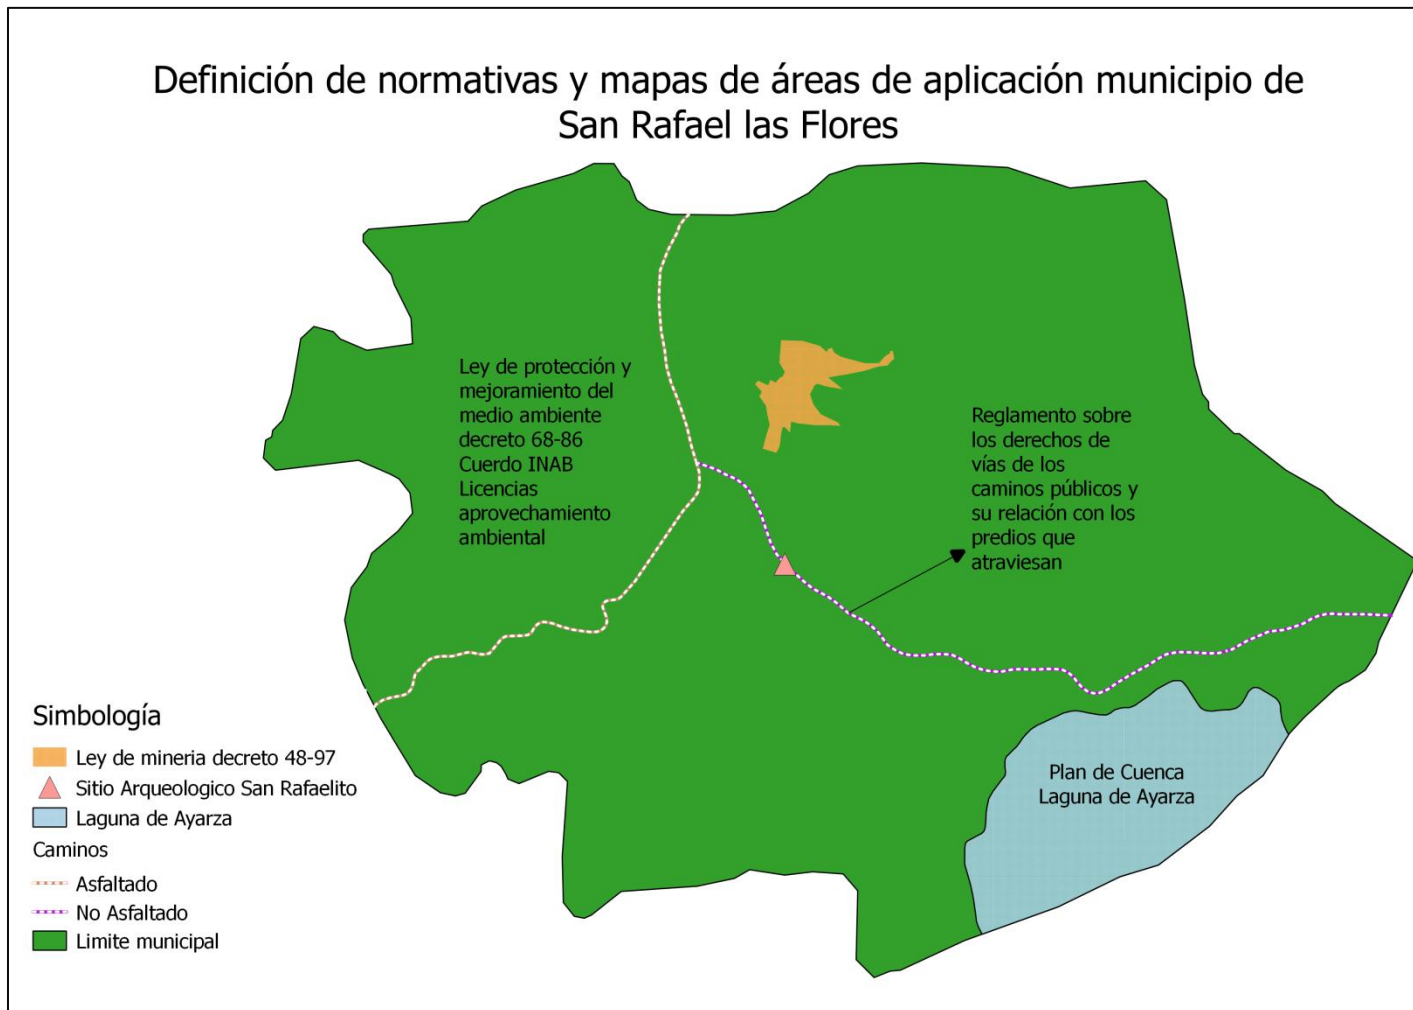 Definición de normativas y mapas de áreas de aplicación municipio de
San Rafael las Flores
Ley de protección y
mejoramiento del
medio ambiente
decreto 68-86
Cuerdo INAB
Licencias
aprovechamiento
ambiental
Reglamento sobre
los derechos de
vías de los
caminos públicos y
su relación con los
predios que
atraviesan
Plan de Cuenca
Laguna de Ayarza
Simbología
Ley de mineria decreto 48-97
Sitio Arqueologico San Rafaelito
Laguna de Ayarza
Caminos
Asfaltado
No Asfaltado
Limite municipal